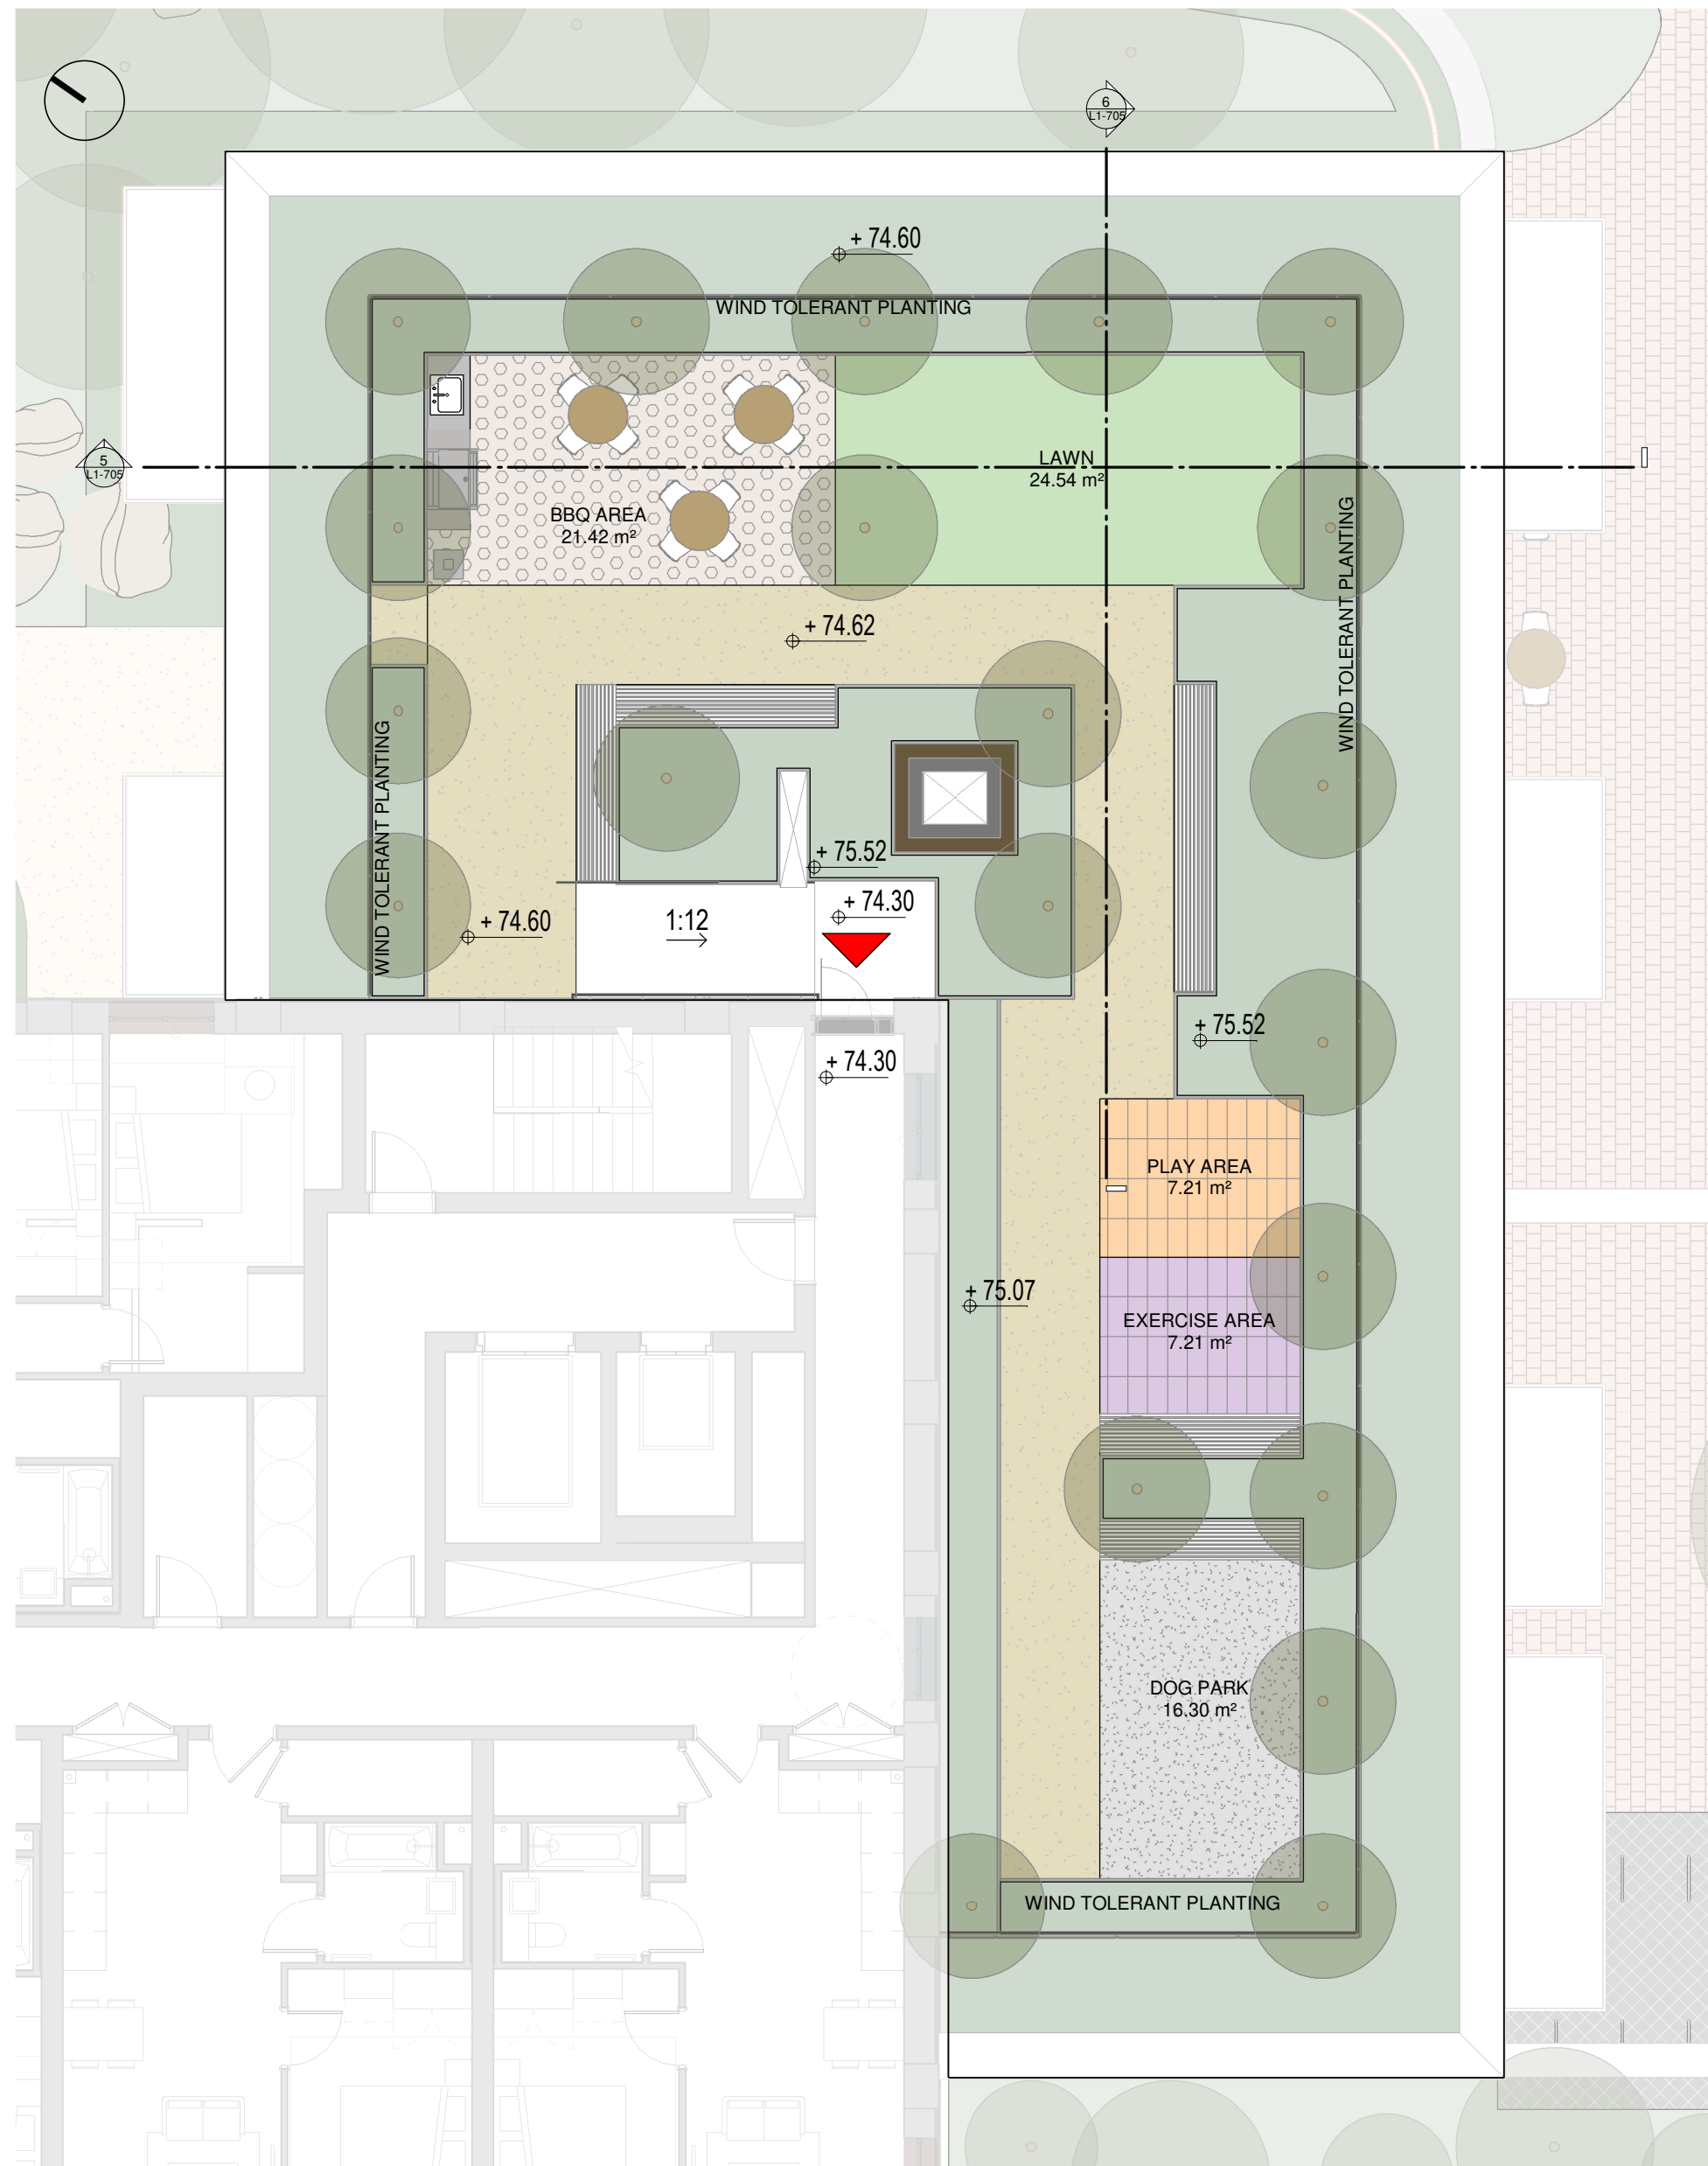 6
L1-705
+ 74.60
WIND TOLERANT PLANTING
5
L1-705
LAWN
24.54 m²
BBQ AREA
21.42 m²
WIND TOLERANT PLANTING
+ 74.62
WIND TOLERANT PLANTING
+ 75.52
+ 74.30
+ 74.60
1:12
+ 75.52
+ 74.30
PLAY AREA
7.21 m²
+ 75.07
EXERCISE AREA
7.21 m²
DOG PARK
16.30 m²
WIND TOLERANT PLANTING